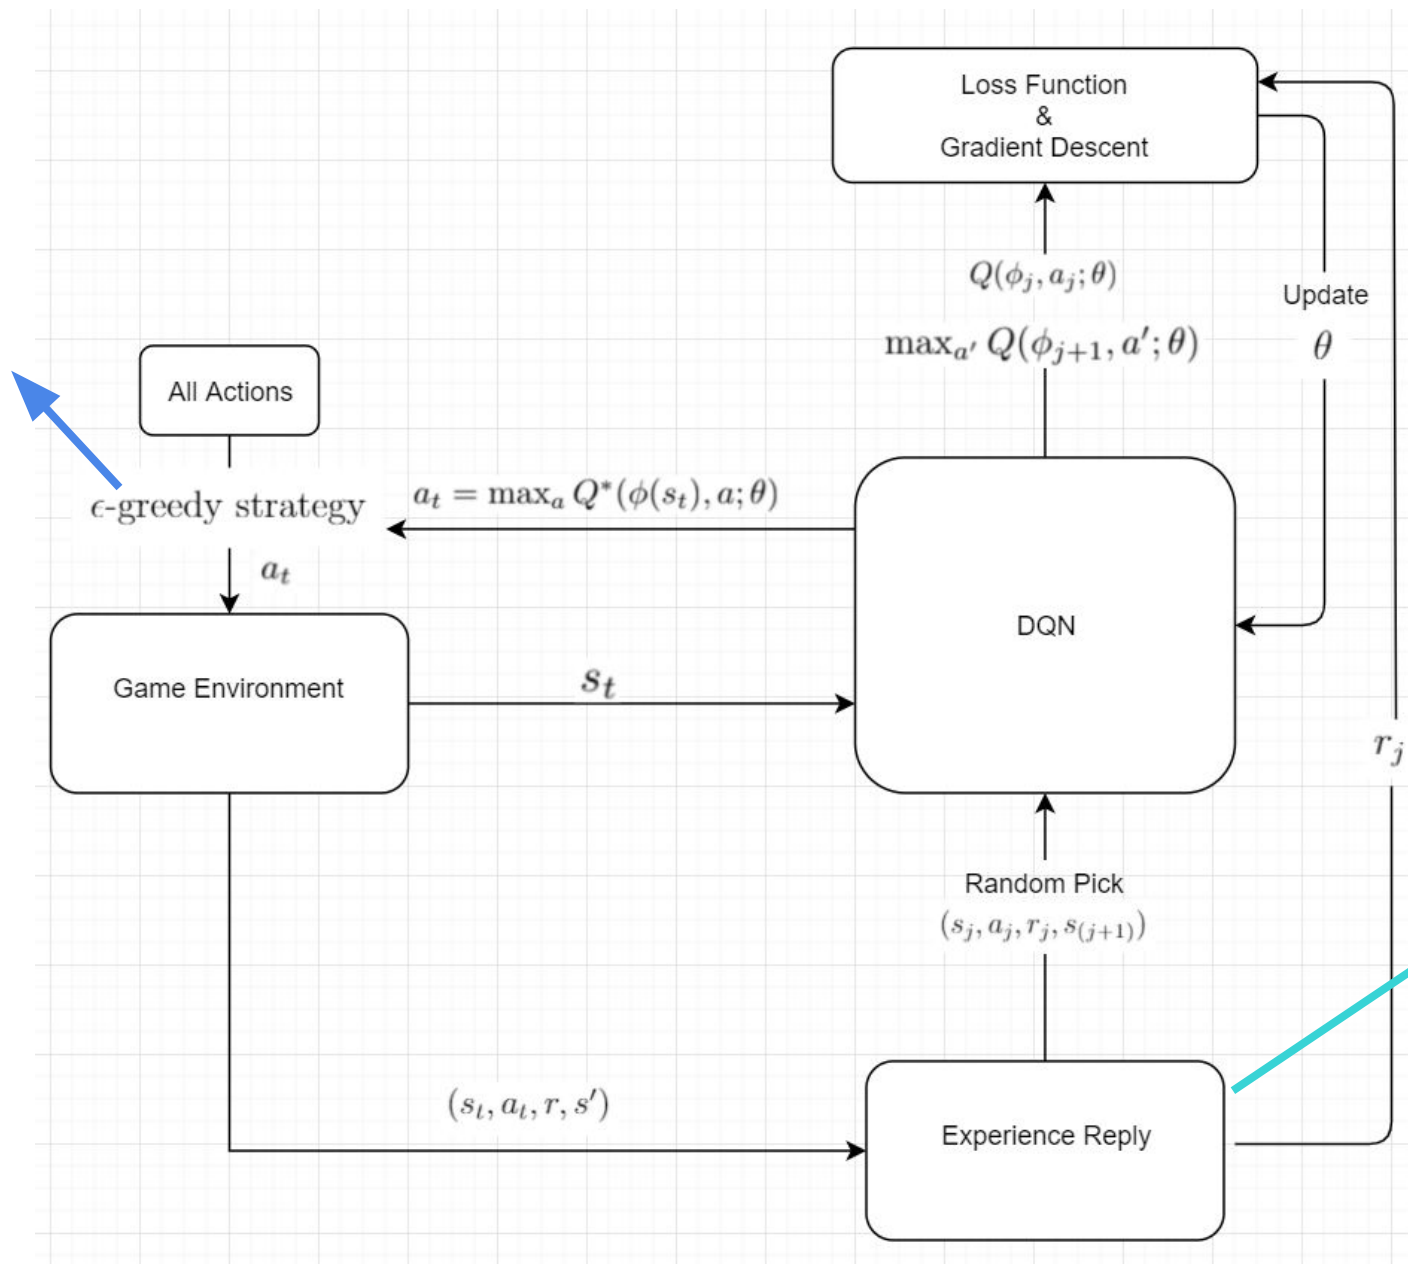 Loss Function
&
Gradient Descent
Q(ϕ_j, a_j; θ)
max_{a′} Q(ϕ_{j+1}, a′; θ)
Update
θ
All Actions
ϵ-greedy strategy
a_t = max_a Q*(ϕ(s_t), a; θ)
a_t
DQN
Game Environment
s_t
r_j
Random Pick
(s_j, a_j, r_j, s_{(j+1)})
(s_t, a_t, r, s′)
Experience Reply